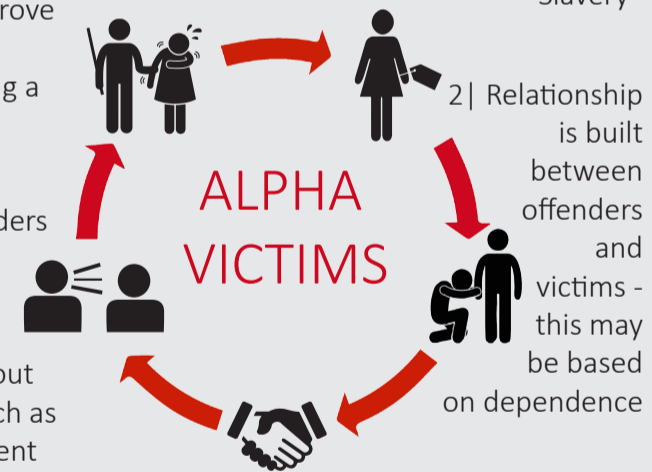 rove
g a
ders
out
ch as
ent
ALPHA
VICTIMS
2| Relationship
is built
between
offenders
and
victims -
this may
be based
on dependence